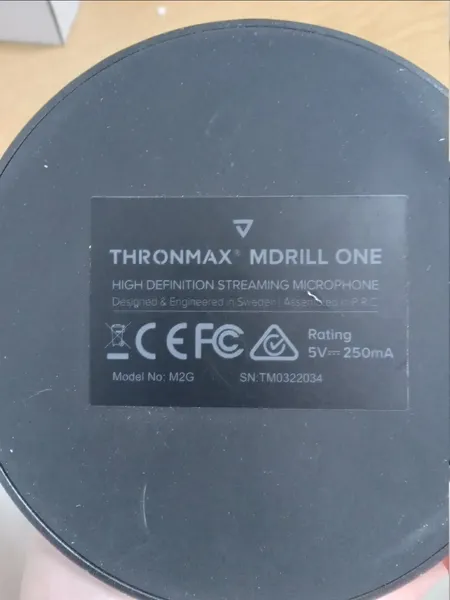 THRONMAX® MDRILL ONE
HIGH DEFINITION STREAMING MICROPHONE
Designed & Engineered in Sweden | Assembled in P.R.C
CE FC Rating
5V⎓250mA
Model No: M2G SN:TM0322034